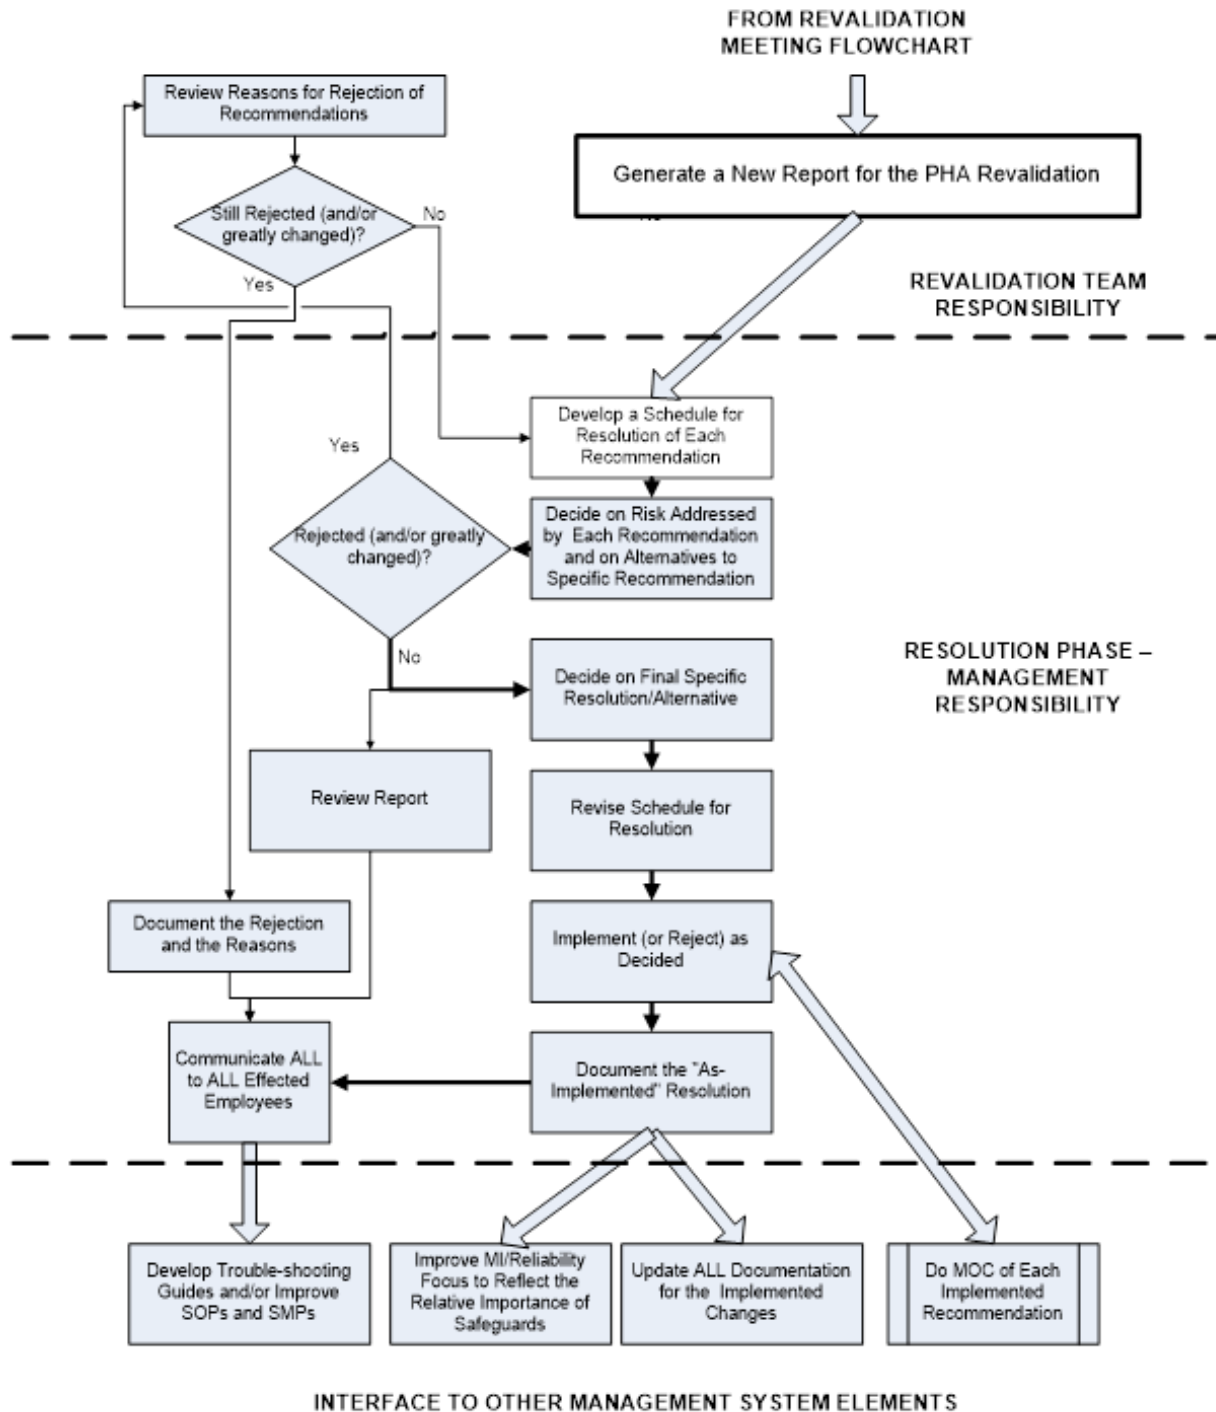 FROM REVALIDATION
MEETING FLOWCHART
Review Reasons for Rejection of
Recommendations
Generate a New Report for the PHA Revalidation
Still Rejected (and/or
greatly changed)?
No
Yes
REVALIDATION TEAM
RESPONSIBILITY
Develop a Schedule for
Resolution of Each
Recommendation
Yes
Rejected (and/or greatly
changed)?
Decide on Risk Addressed
by Each Recommendation
and on Alternatives to
Specific Recommendation
No
Decide on Final Specific
Resolution/Alternative
RESOLUTION PHASE –
MANAGEMENT
RESPONSIBILITY
Review Report
Revise Schedule for
Resolution
Document the Rejection
and the Reasons
Implement (or Reject) as
Decided
Communicate ALL
to ALL Effected
Employees
Document the "As-
Implemented" Resolution
Develop Trouble-shooting
Guides and/or Improve
SOPs and SMPs
Improve MI/Reliability
Focus to Reflect the
Relative Importance of
Safeguards
Update ALL Documentation
for the Implemented
Changes
Do MOC of Each
Implemented
Recommendation
INTERFACE TO OTHER MANAGEMENT SYSTEM ELEMENTS